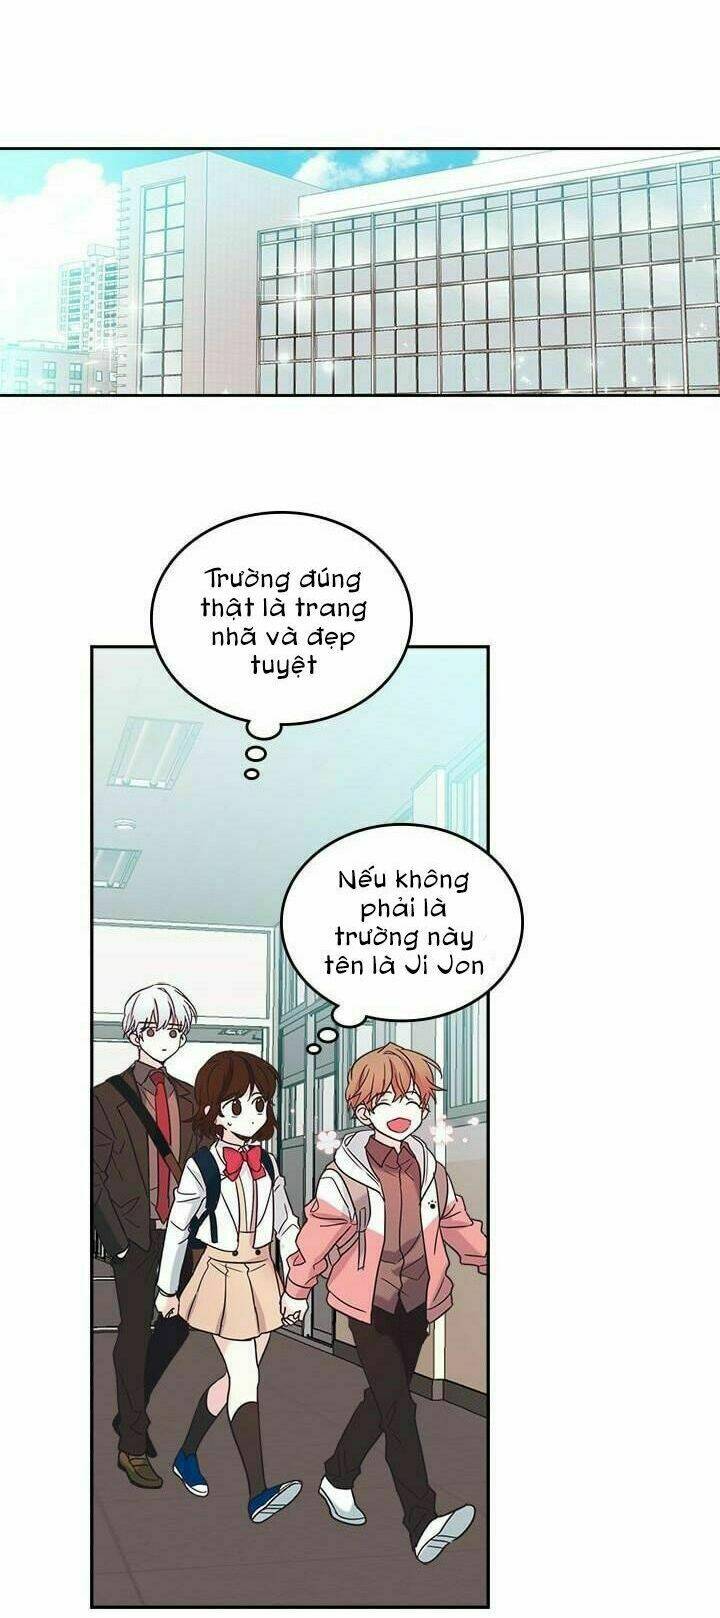 Trường đúng
thật là trang
nhã và đẹp
tuyệt
Nếu không
phải là
trường này
tên là Ji Jon